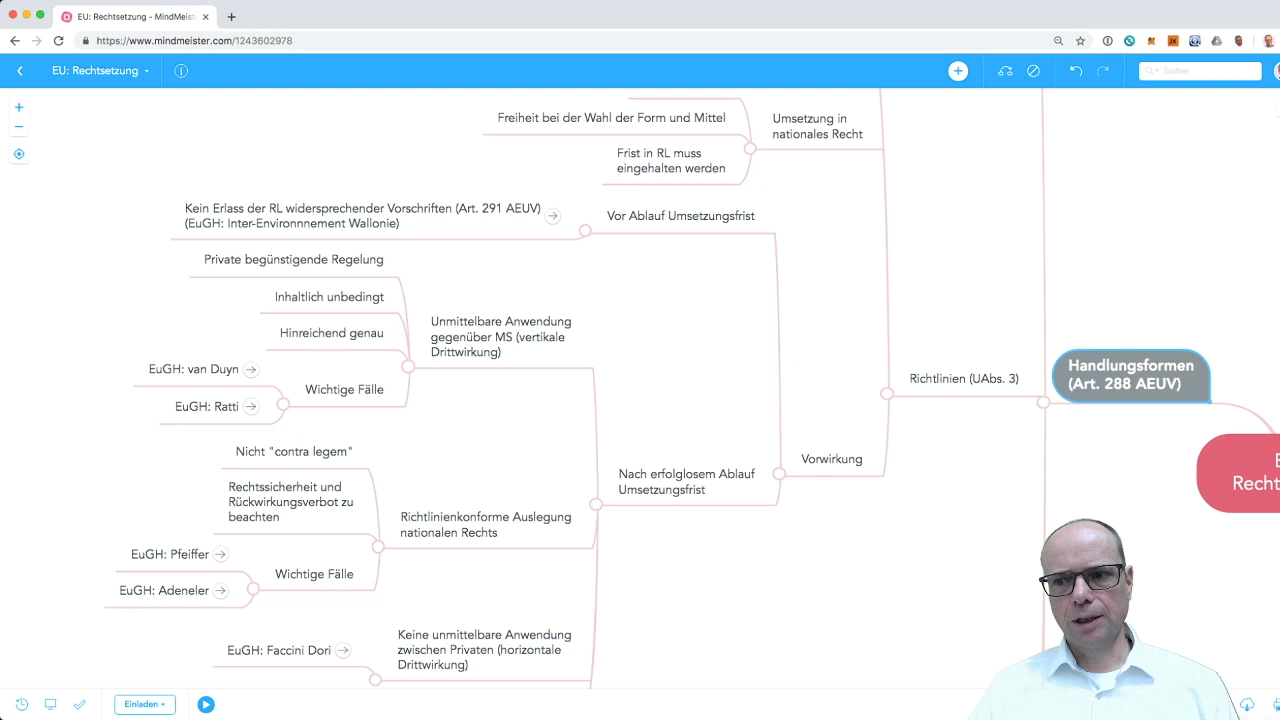 EU: Rechtsetzung - MindMeist
https://www.mindmeister.com/1243602978
EU: Rechtsetzung
Suchen
Freiheit bei der Wahl der Form und Mittel
Umsetzung in
nationales Recht
Frist in RL muss
eingehalten werden
Kein Erlass der RL widersprechender Vorschriften (Art. 291 AEUV)
(EuGH: Inter-Environnnement Wallonie)
Vor Ablauf Umsetzungsfrist
Private begünstigende Regelung
Inhaltlich unbedingt
Hinreichend genau
Unmittelbare Anwendung
gegenüber MS (vertikale
Drittwirkung)
EuGH: van Duyn
EuGH: Ratti
Wichtige Fälle
Richtlinien (UAbs. 3)
Handlungsformen
(Art. 288 AEUV)
Nicht "contra legem"
Rechtssicherheit und
Rückwirkungsverbot zu
beachten
Richtlinienkonforme Auslegung
nationalen Rechts
EuGH: Pfeiffer
EuGH: Adeneler
Wichtige Fälle
Nach erfolglosem Ablauf
Umsetzungsfrist
Vorwirkung
E
Recht
EuGH: Faccini Dori
Keine unmittelbare Anwendung
zwischen Privaten (horizontale
Drittwirkung)
Einladen